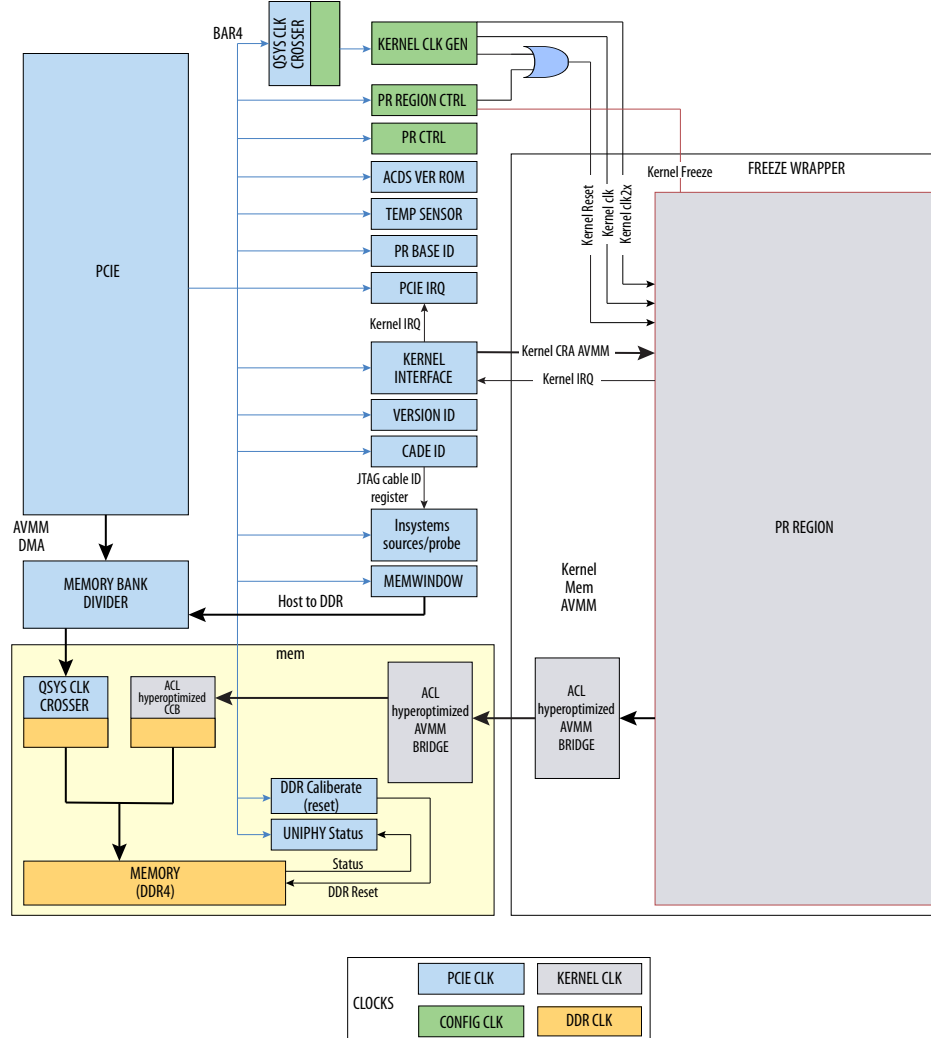 BAR4
QSYS CLK
CROSSER
KERNEL CLK GEN
PR REGION CTRL
PR CTRL
ACDS VER ROM
TEMP SENSOR
PR BASE ID
PCIE
PCIE IRQ
Kernel IRQ
KERNEL
INTERFACE
VERSION ID
CADE ID
JTAG cable ID
register
Insystems
sources/probe
MEMWINDOW
Kernel Freeze
FREEZE WRAPPER
Kernel Reset
Kernel clk
Kernel clk2x
Kernel CRA AVMM
Kernel IRQ
PR REGION
AVMM
DMA
MEMORY BANK
DIVIDER
Host to DDR
Kernel
Mem
AVMM
mem
QSYS CLK
CROSSER
ACL
hyperoptimized
CCB
ACL
hyperoptimized
AVMM
BRIDGE
ACL
hyperoptimized
AVMM
BRIDGE
DDR Caliberate
(reset)
UNIPHY Status
MEMORY
(DDR4)
Status
DDR Reset
CLOCKS
PCIE CLK
KERNEL CLK
CONFIG CLK
DDR CLK